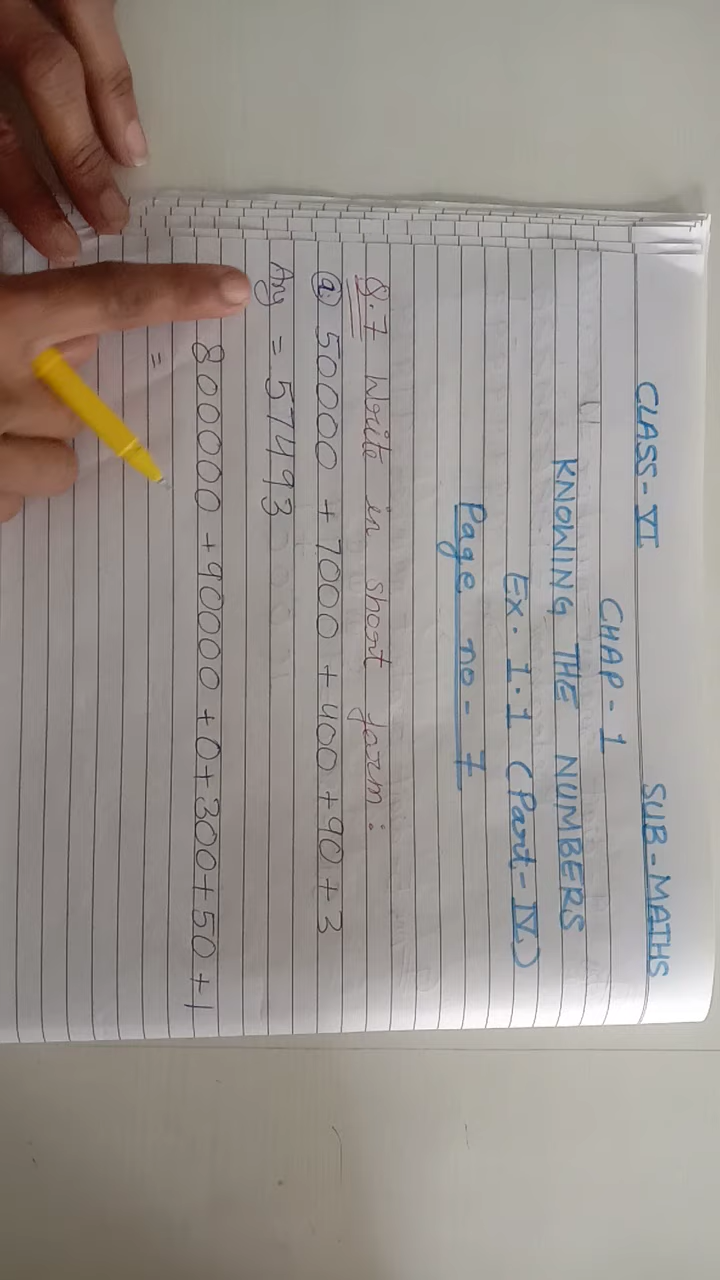 CLASS-VI SUB-MATHS
CHAP-1
KNOWING THE NUMBERS
Ex. 1.1 (Part-IV)
Page no-7
8.7 Write in short form:
(a) 50000 + 7000 + 400 + 90 + 3
Ans = 57493
800000 + 90000 + 0 + 300 + 50 + 1
=